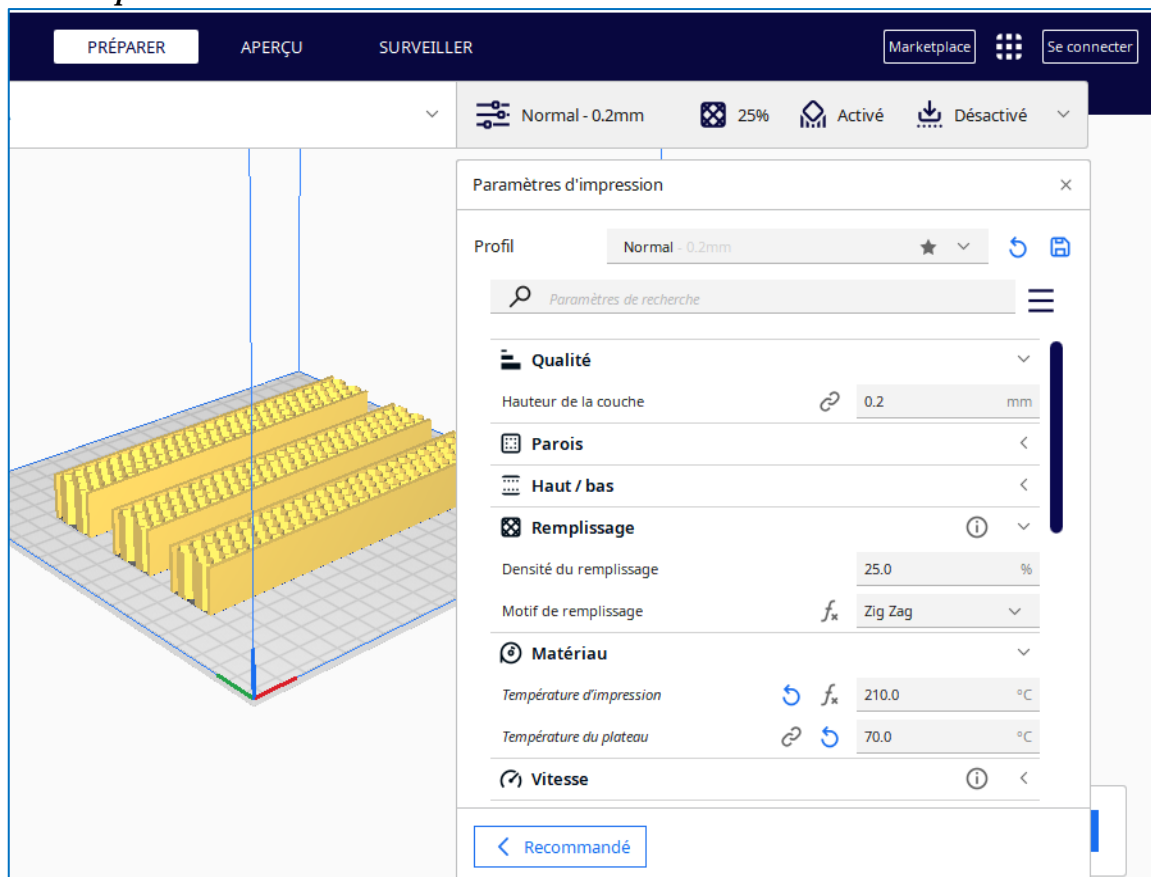 PRÉPARER APERÇU SURVEILLER Marketplace Se connecter
Normal - 0.2mm 25% Activé Désactivé
Paramètres d'impression
Profil Normal - 0.2mm
Paramètres de recherche
Qualité
Hauteur de la couche 0.2 mm
Parois
Haut / bas
Remplissage
Densité du remplissage 25.0 %
Motif de remplissage Zig Zag
Matériau
Température d'impression 210.0 °C
Température du plateau 70.0 °C
Vitesse
Recommandé